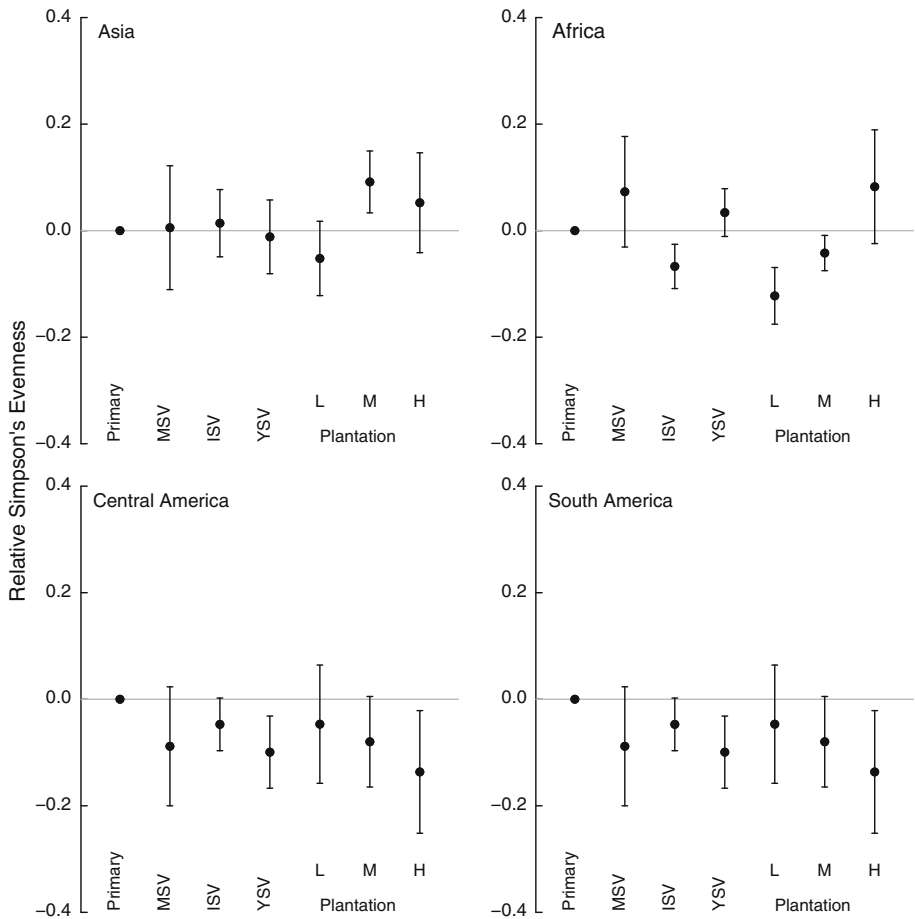 Relative Simpson's Evenness
Asia
0.4
0.2
0.0
−0.2
−0.4
Primary
MSV
ISV
YSV
L M H
Plantation
Africa
0.4
0.2
0.0
−0.2
−0.4
Primary
MSV
ISV
YSV
L M H
Plantation
Central America
0.4
0.2
0.0
−0.2
−0.4
Primary
MSV
ISV
YSV
L M H
Plantation
South America
0.4
0.2
0.0
−0.2
−0.4
Primary
MSV
ISV
YSV
L M H
Plantation